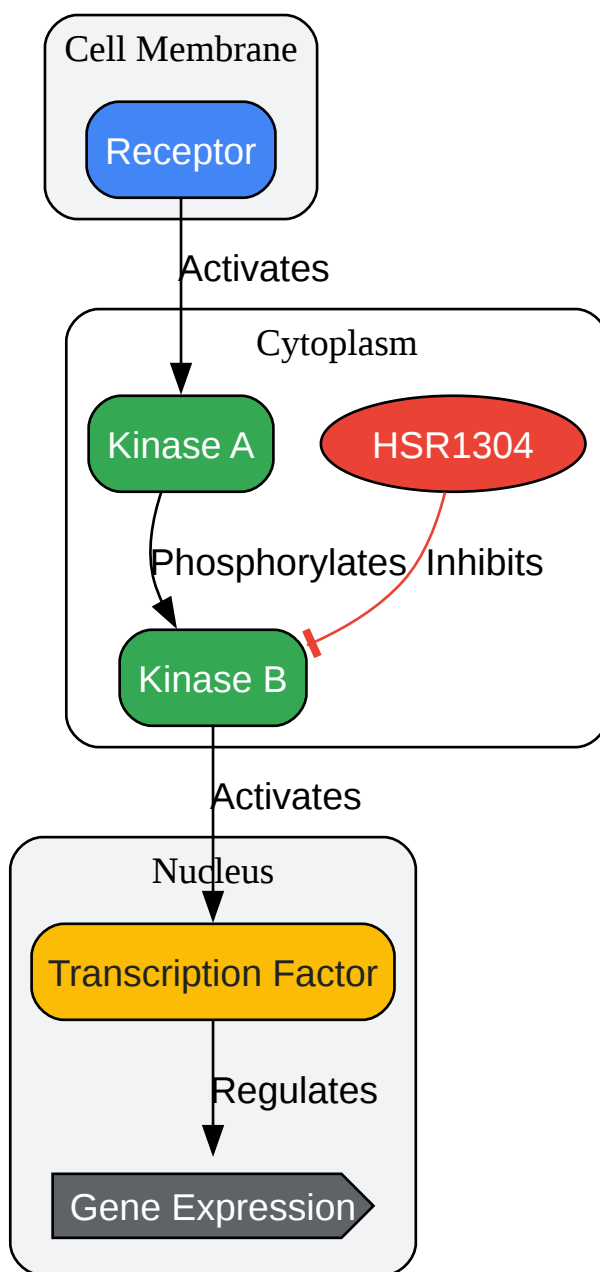 Cell Membrane
Receptor
Activates
Cytoplasm
Kinase A
HSR1304
Phosphorylates
Inhibits
Kinase B
Activates
Nucleus
Transcription Factor
Regulates
Gene Expression